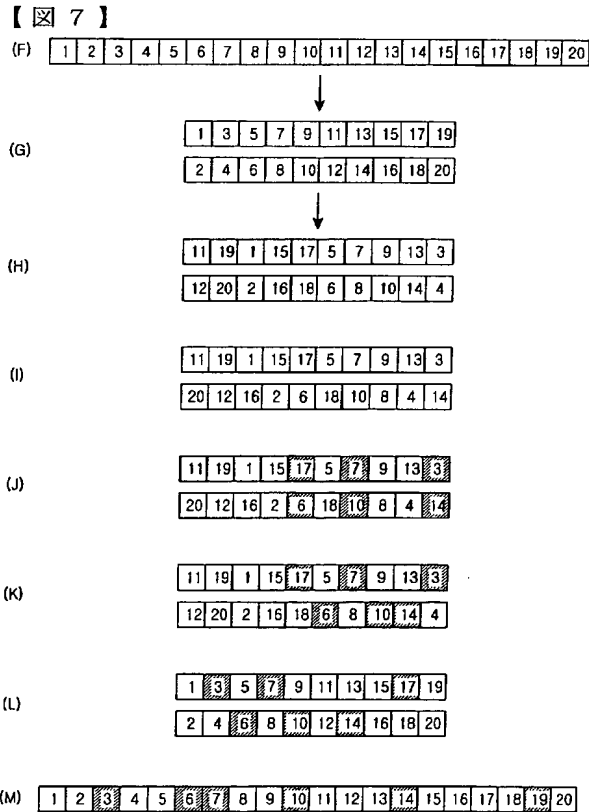 【図7】
(F) 1 2 3 4 5 6 7 8 9 10 11 12 13 14 15 16 17 18 19 20
(G)
1 3 5 7 9 11 13 15 17 19
2 4 6 8 10 12 14 16 18 20
(H)
11 19 1 15 17 5 7 9 13 3
12 20 2 16 18 6 8 10 14 4
(I)
11 19 1 15 17 5 7 9 13 3
20 12 16 2 6 18 10 8 4 14
(J)
11 19 1 15 17 5 7 9 13 3
20 12 16 2 6 18 10 8 4 14
(K)
11 19 1 15 17 5 7 9 13 3
12 20 2 16 18 6 8 10 14 4
(L)
1 3 5 7 9 11 13 15 17 19
2 4 6 8 10 12 14 16 18 20
(M) 1 2 3 4 5 6 7 8 9 10 11 12 13 14 15 16 17 18 19 20